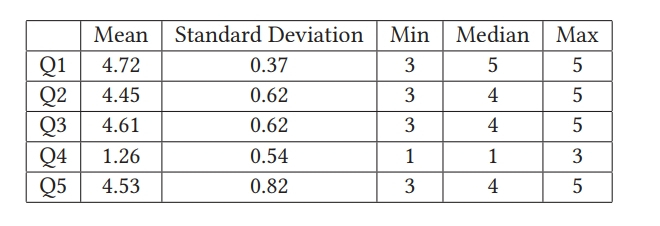 Mean Standard Deviation Min Median Max
Q1 4.72 0.37 3 5 5
Q2 4.45 0.62 3 4 5
Q3 4.61 0.62 3 4 5
Q4 1.26 0.54 1 1 3
Q5 4.53 0.82 3 4 5